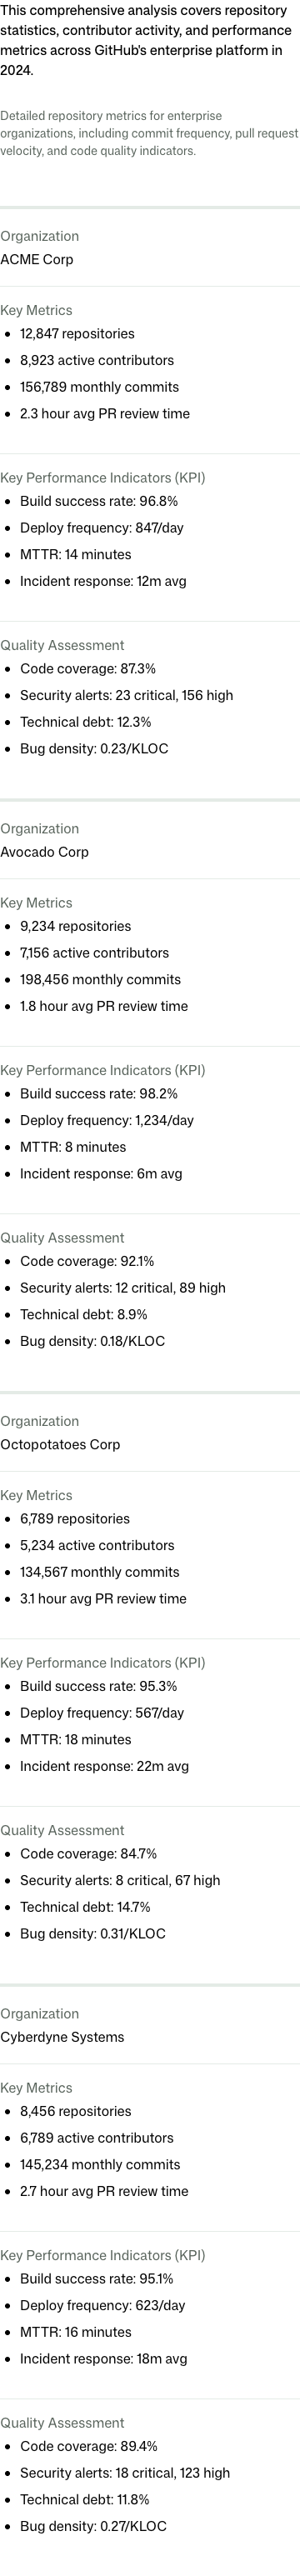 This comprehensive analysis covers repository
statistics, contributor activity, and performance
metrics across GitHub's enterprise platform in
2024.
Detailed repository metrics for enterprise
organizations, including commit frequency, pull request
velocity, and code quality indicators.
Organization
ACME Corp
Key Metrics
• 12,847 repositories
• 8,923 active contributors
• 156,789 monthly commits
• 2.3 hour avg PR review time
Key Performance Indicators (KPI)
• Build success rate: 96.8%
• Deploy frequency: 847/day
• MTTR: 14 minutes
• Incident response: 12m avg
Quality Assessment
• Code coverage: 87.3%
• Security alerts: 23 critical, 156 high
• Technical debt: 12.3%
• Bug density: 0.23/KLOC
Organization
Avocado Corp
Key Metrics
• 9,234 repositories
• 7,156 active contributors
• 198,456 monthly commits
• 1.8 hour avg PR review time
Key Performance Indicators (KPI)
• Build success rate: 98.2%
• Deploy frequency: 1,234/day
• MTTR: 8 minutes
• Incident response: 6m avg
Quality Assessment
• Code coverage: 92.1%
• Security alerts: 12 critical, 89 high
• Technical debt: 8.9%
• Bug density: 0.18/KLOC
Organization
Octopotatoes Corp
Key Metrics
• 6,789 repositories
• 5,234 active contributors
• 134,567 monthly commits
• 3.1 hour avg PR review time
Key Performance Indicators (KPI)
• Build success rate: 95.3%
• Deploy frequency: 567/day
• MTTR: 18 minutes
• Incident response: 22m avg
Quality Assessment
• Code coverage: 84.7%
• Security alerts: 8 critical, 67 high
• Technical debt: 14.7%
• Bug density: 0.31/KLOC
Organization
Cyberdyne Systems
Key Metrics
• 8,456 repositories
• 6,789 active contributors
• 145,234 monthly commits
• 2.7 hour avg PR review time
Key Performance Indicators (KPI)
• Build success rate: 95.1%
• Deploy frequency: 623/day
• MTTR: 16 minutes
• Incident response: 18m avg
Quality Assessment
• Code coverage: 89.4%
• Security alerts: 18 critical, 123 high
• Technical debt: 11.8%
• Bug density: 0.27/KLOC